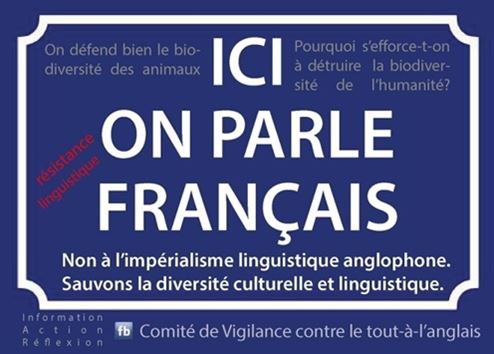 On défend bien le bio-
diversité des animaux
ICI
Pourquoi s'efforce-t-on
à détruire la biodiver-
sité de l'humanité?
ON PARLE
résistance
linguistique
FRANÇAIS
Non à l'impérialisme linguistique anglophone.
Sauvons la diversité culturelle et linguistique.
Information
Action
Réflexion
fb Comité de Vigilance contre le tout-à-l'anglais